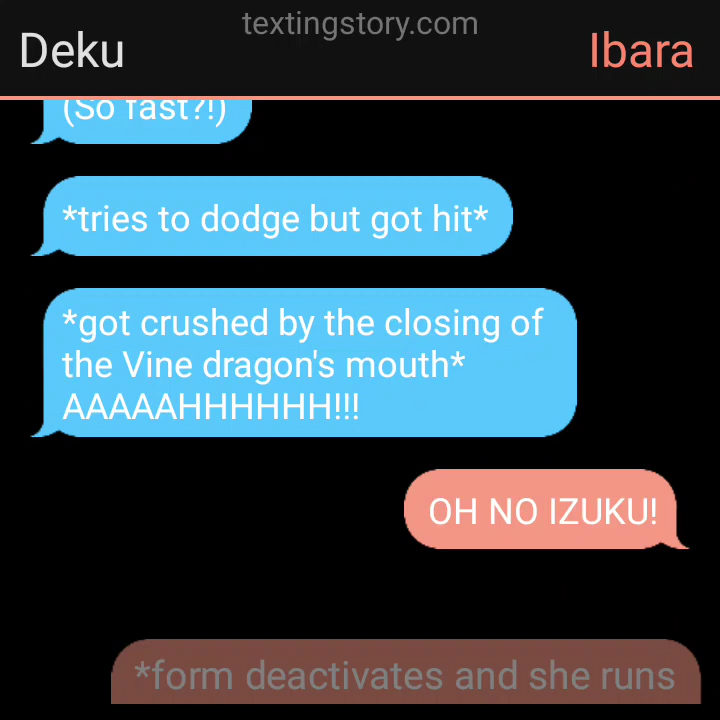 textingstory.com
Deku
Ibara
(So fast?!)
*tries to dodge but got hit*
*got crushed by the closing of
the Vine dragon's mouth*
AAAAAHHHHHH!!!
OH NO IZUKU!
*form deactivates and she runs